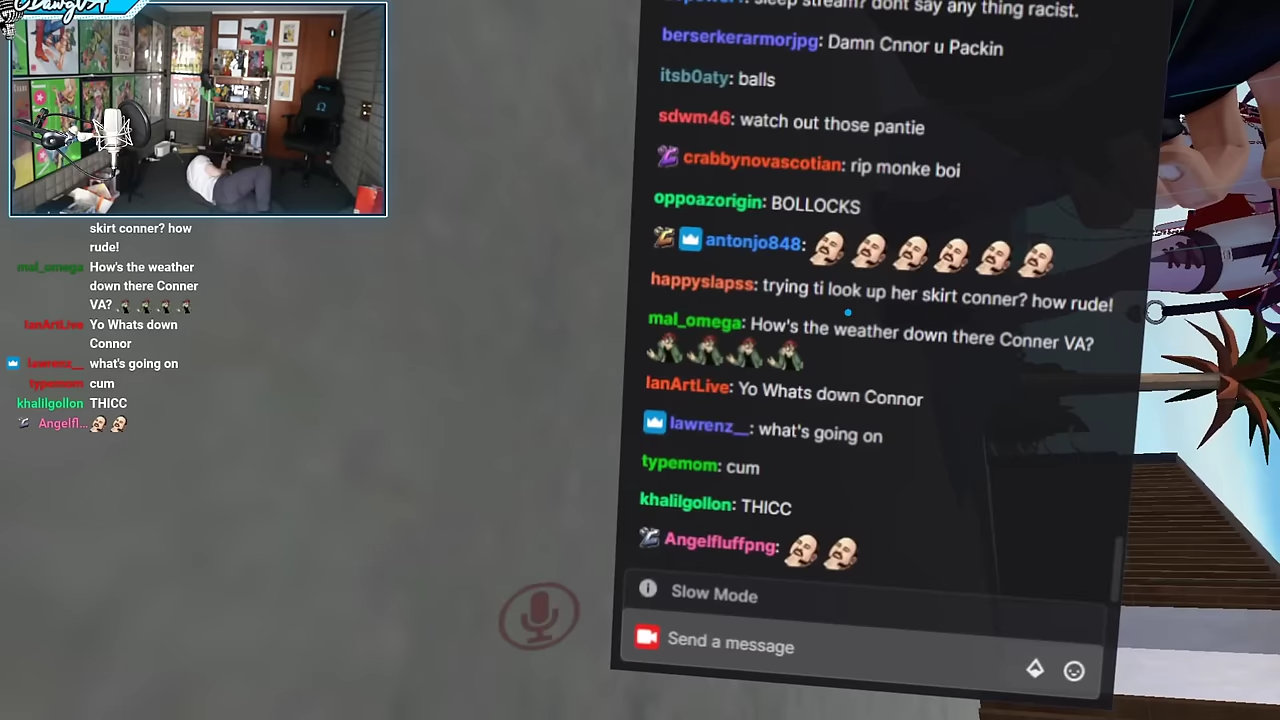 CDawgVA
skirt conner? how
rude!
mal_omega How's the weather
down there Conner
VA?
IanArtLive Yo Whats down
Connor
lawrenz__ what's going on
typemom cum
khalilgollon THICC
Angelfl...
sleep stream? dont say any thing racist.
berserkerarmorjpg: Damn Cnnor u Packin
itsb0aty: balls
sdwm46: watch out those pantie
crabbynovascotian: rip monke boi
oppoazorigin: BOLLOCKS
antonjo848:
happyslapss: trying ti look up her skirt conner? how rude!
mal_omega: How's the weather down there Conner VA?
IanArtLive: Yo Whats down Connor
lawrenz__: what's going on
typemom: cum
khalilgollon: THICC
Angelfluffpng:
Slow Mode
Send a message